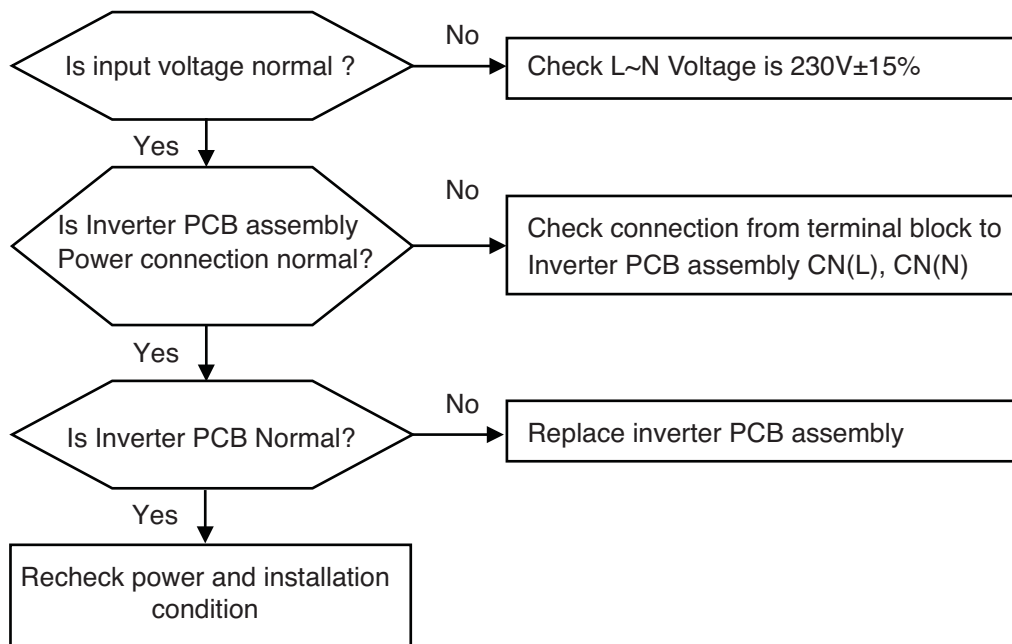 Is input voltage normal ?
No
Check L~N Voltage is 230V±15%
Yes
Is Inverter PCB assembly
Power connection normal?
No
Check connection from terminal block to
Inverter PCB assembly CN(L), CN(N)
Yes
Is Inverter PCB Normal?
No
Replace inverter PCB assembly
Yes
Recheck power and installation
condition